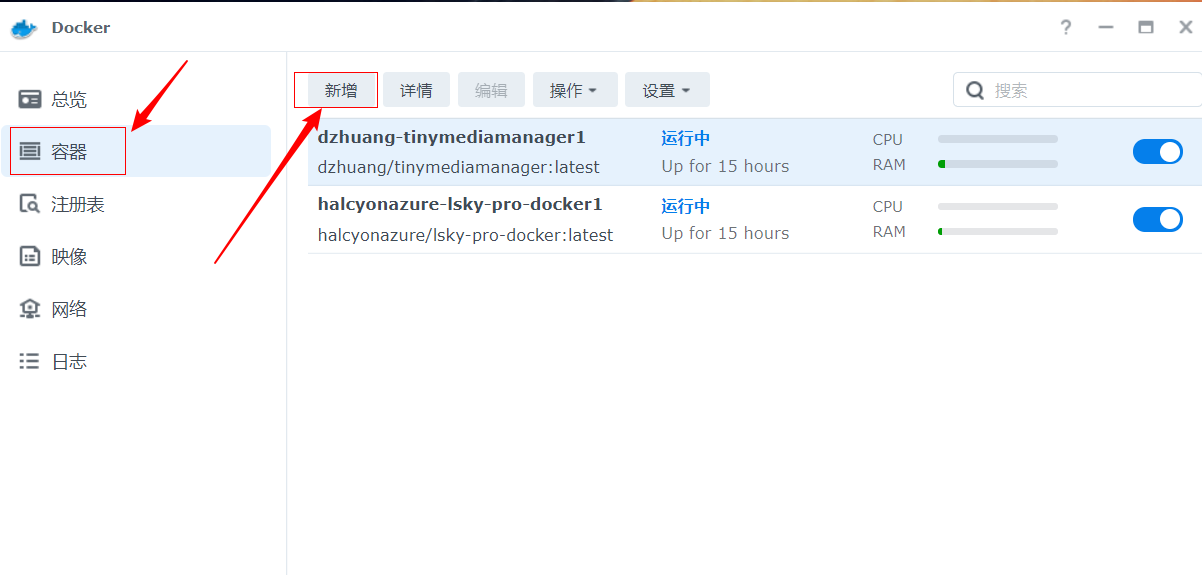 Docker
总览
容器
注册表
映像
网络
日志
新增 详情 编辑 操作 设置 搜索
dzhuang-tinymediamanager1 运行中 CPU
dzhuang/tinymediamanager:latest Up for 15 hours RAM
halcyonazure-lsky-pro-docker1 运行中 CPU
halcyonazure/lsky-pro-docker:latest Up for 15 hours RAM